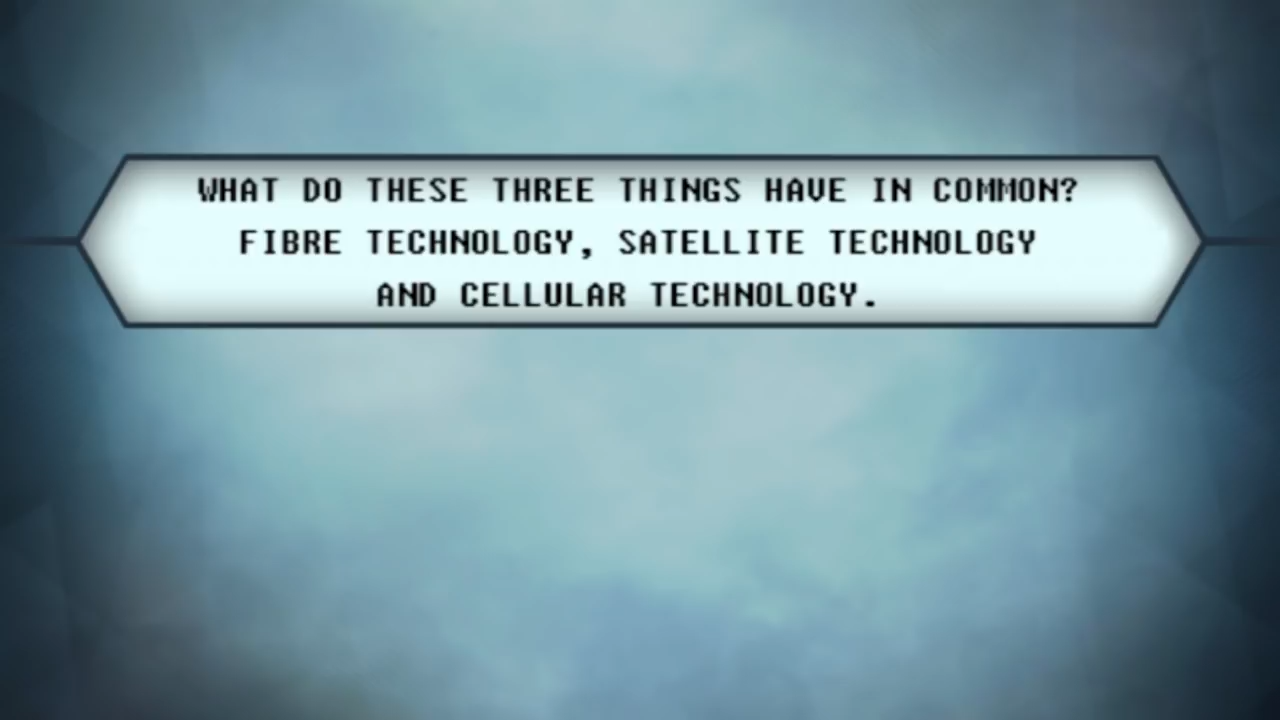 WHAT DO THESE THREE THINGS HAVE IN COMMON?
FIBRE TECHNOLOGY, SATELLITE TECHNOLOGY
AND CELLULAR TECHNOLOGY.